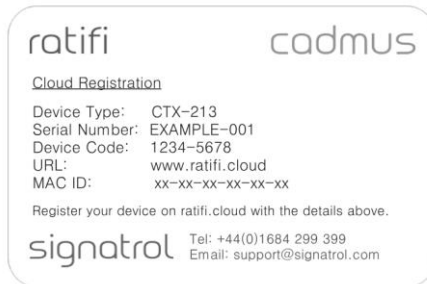 ratifi cadmus
Cloud Registration
Device Type: CTX-213
Serial Number: EXAMPLE-001
Device Code: 1234-5678
URL: www.ratifi.cloud
MAC ID: xx-xx-xx-xx-xx-xx
Register your device on ratifi.cloud with the details above.
signatrol Tel: +44(0)1684 299 399
Email: support@signatrol.com